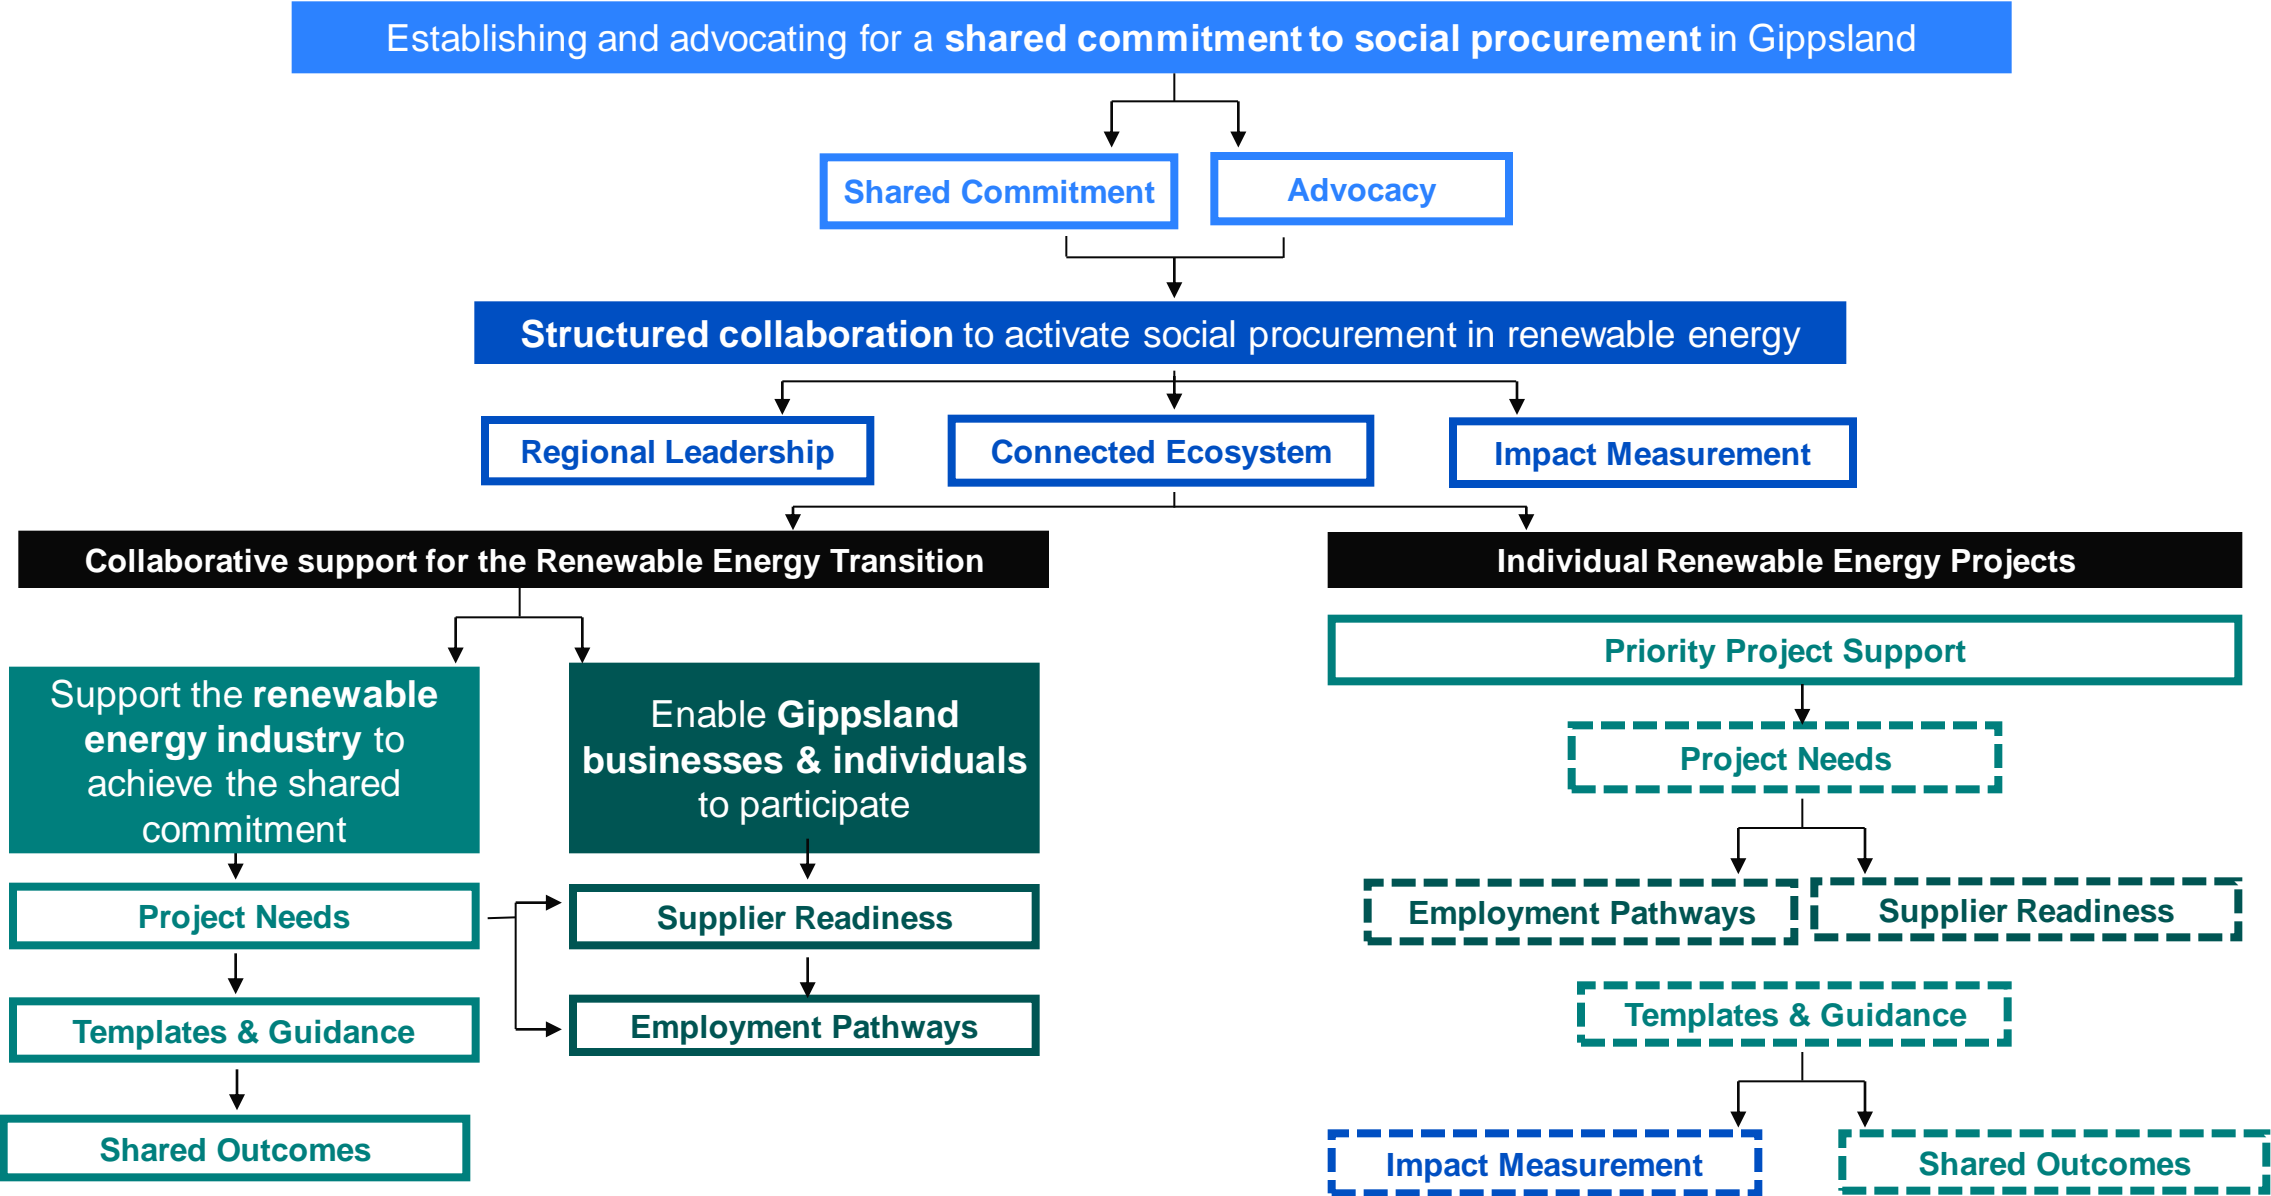 Establishing and advocating for a shared commitment to social procurement in Gippsland
Shared Commitment
Advocacy
Structured collaboration to activate social procurement in renewable energy
Regional Leadership
Connected Ecosystem
Impact Measurement
Collaborative support for the Renewable Energy Transition
Support the renewable
energy industry to
achieve the shared
commitment
Enable Gippsland
businesses & individuals
to participate
Project Needs
Supplier Readiness
Templates & Guidance
Employment Pathways
Shared Outcomes
Individual Renewable Energy Projects
Priority Project Support
Project Needs
Employment Pathways
Supplier Readiness
Templates & Guidance
Impact Measurement
Shared Outcomes